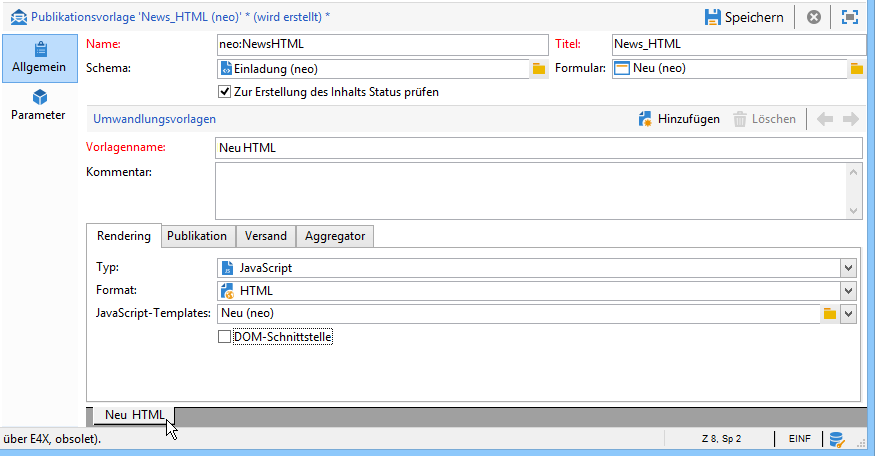 Publikationsvorlage 'News_HTML (neo)' * (wird erstellt) *
Speichern
Allgemein
Parameter
Name: neo:NewsHTML Titel: News_HTML
Schema: Einladung (neo) Formular: Neu (neo)
Zur Erstellung des Inhalts Status prüfen
Umwandlungsvorlagen Hinzufügen Löschen
Vorlagenname: Neu HTML
Kommentar:
Rendering Publikation Versand Aggregator
Typ: JavaScript
Format: HTML
JavaScript-Templates: Neu (neo)
DOM-Schnittstelle
Neu HTML
über E4X, obsolet). Z 8, Sp 2 EINF